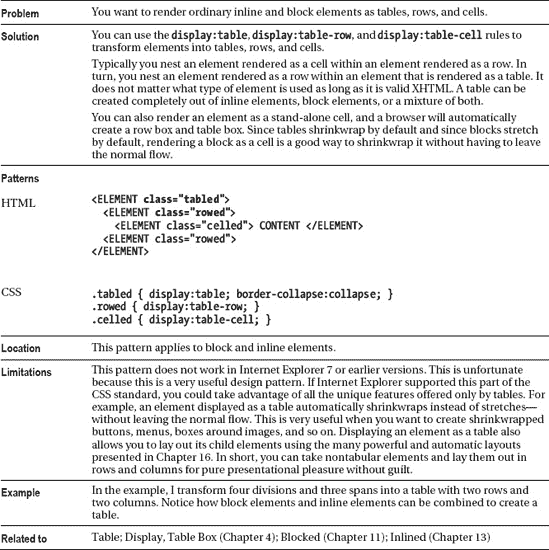 Problem You want to render ordinary inline and block elements as tables, rows, and cells.
Solution You can use the display:table, display:table-row, and display:table-cell rules to
transform elements into tables, rows, and cells.
Typically you nest an element rendered as a cell within an element rendered as a row. In
turn, you nest an element rendered as a row within an element that is rendered as a table. It
does not matter what type of element is used as long as it is valid XHTML. A table can be
created completely out of inline elements, block elements, or a mixture of both.
You can also render an element as a stand-alone cell, and a browser will automatically
create a row box and table box. Since tables shrinkwrap by default and since blocks stretch
by default, rendering a block as a cell is a good way to shrinkwrap it without having to leave
the normal flow.
Patterns
HTML <ELEMENT class="tabled">
<ELEMENT class="rowed">
<ELEMENT class="celled"> CONTENT </ELEMENT>
<ELEMENT class="rowed">
</ELEMENT>
CSS .tabled { display:table; border-collapse:collapse; }
.rowed { display:table-row; }
.celled { display:table-cell; }
Location This pattern applies to block and inline elements.
Limitations This pattern does not work in Internet Explorer 7 or earlier versions. This is unfortunate
because this is a very useful design pattern. If Internet Explorer supported this part of the
CSS standard, you could take advantage of all the unique features offered only by tables. For
example, an element displayed as a table automatically shrinkwraps instead of stretches—
without leaving the normal flow. This is very useful when you want to create shrinkwrapped
buttons, menus, boxes around images, and so on. Displaying an element as a table also
allows you to lay out its child elements using the many powerful and automatic layouts
presented in Chapter 16. In short, you can take nontabular elements and lay them out in
rows and columns for pure presentational pleasure without guilt.
Example In the example, I transform four divisions and three spans into a table with two rows and
two columns. Notice how block elements and inline elements can be combined to create a
table.
Related to Table; Display, Table Box (Chapter 4); Blocked (Chapter 11); Inlined (Chapter 13)